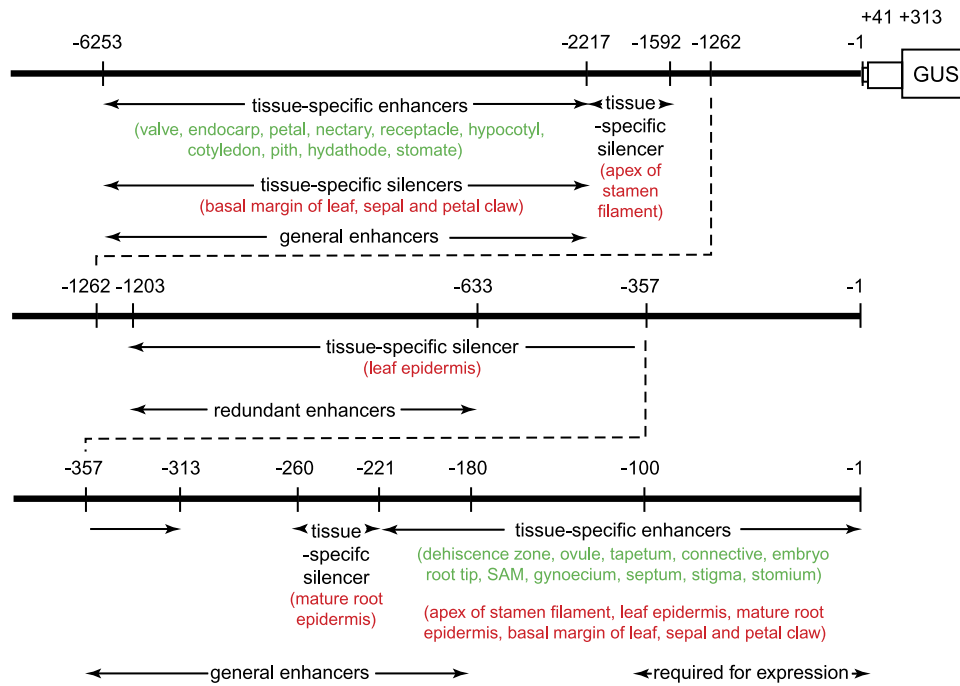 +41 +313
-6253 -2217 -1592 -1262 -1
GUS
tissue-specific enhancers
(valve, endocarp, petal, nectary, receptacle, hypocotyl,
cotyledon, pith, hydathode, stomate)
tissue
-specific
silencer
(apex of
stamen
filament)
tissue-specific silencers
(basal margin of leaf, sepal and petal claw)
general enhancers
-1262 -1203 -633 -357 -1
tissue-specific silencer
(leaf epidermis)
redundant enhancers
-357 -313 -260 -221 -180 -100 -1
tissue
-specifc
silencer
(mature root
epidermis)
tissue-specific enhancers
(dehiscence zone, ovule, tapetum, connective, embryo
root tip, SAM, gynoecium, septum, stigma, stomium)
(apex of stamen filament, leaf epidermis, mature root
epidermis, basal margin of leaf, sepal and petal claw)
general enhancers
required for expression